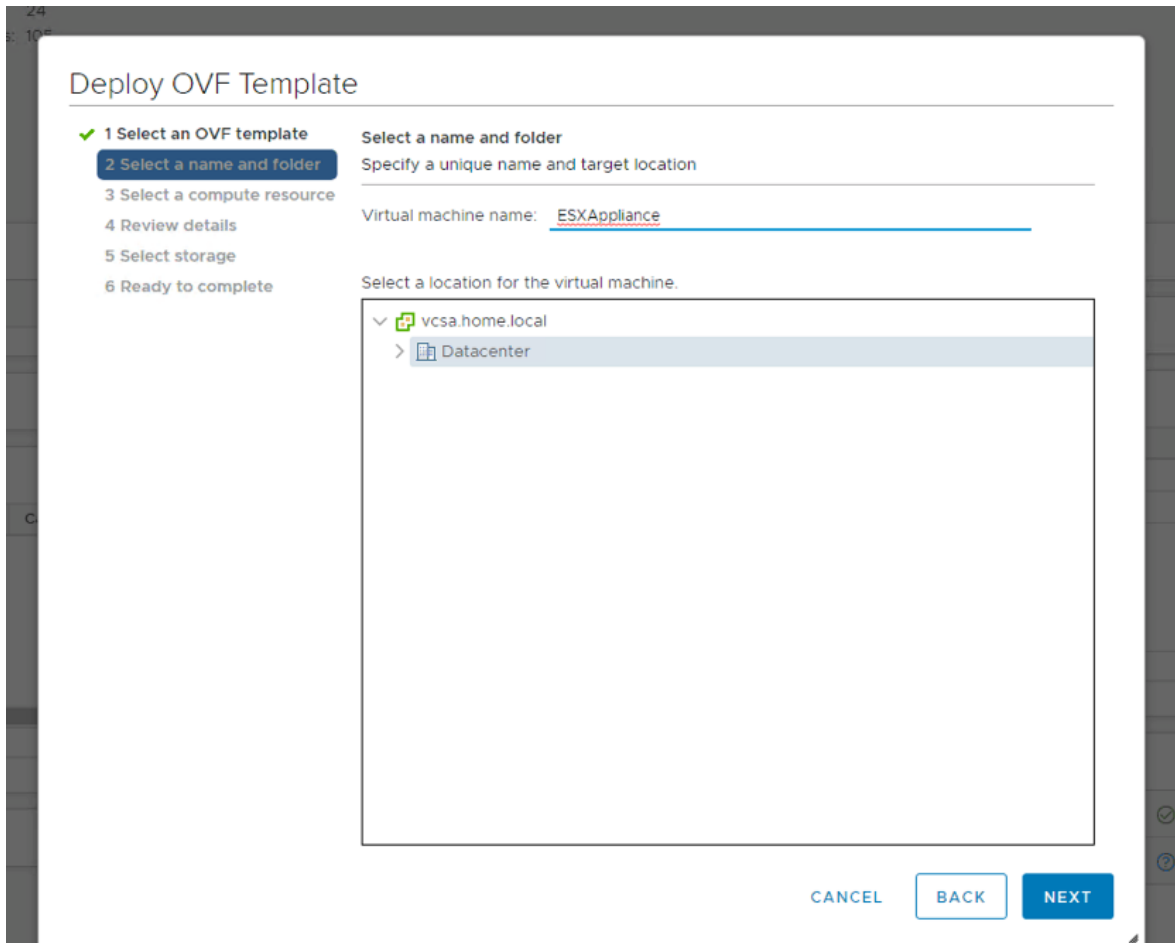 24
s: 105
Deploy OVF Template
1 Select an OVF template
2 Select a name and folder
3 Select a compute resource
4 Review details
5 Select storage
6 Ready to complete
Select a name and folder
Specify a unique name and target location
Virtual machine name: ESXAppliance
Select a location for the virtual machine.
vcsa.home.local
Datacenter
CANCEL BACK NEXT